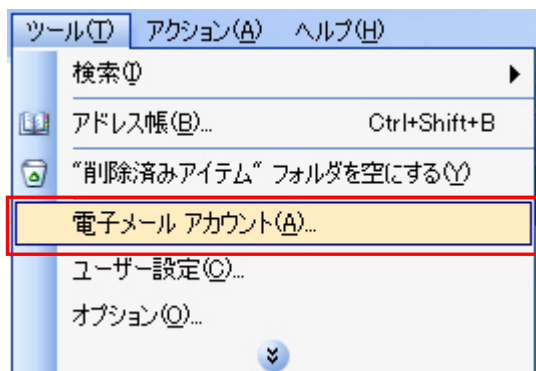 ツール(T) アクション(A) ヘルプ(H)
検索(I)
アドレス帳(B)... Ctrl+Shift+B
“削除済みアイテム” フォルダを空にする(Y)
電子メール アカウント(A)...
ユーザー設定(C)...
オプション(O)...